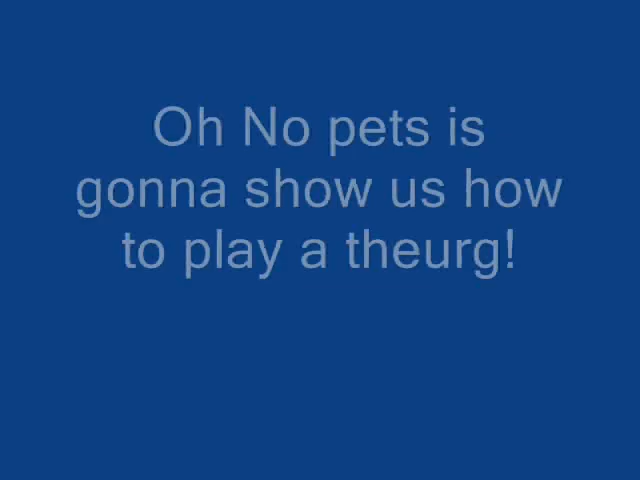 Oh No pets is
gonna show us how
to play a theurg!